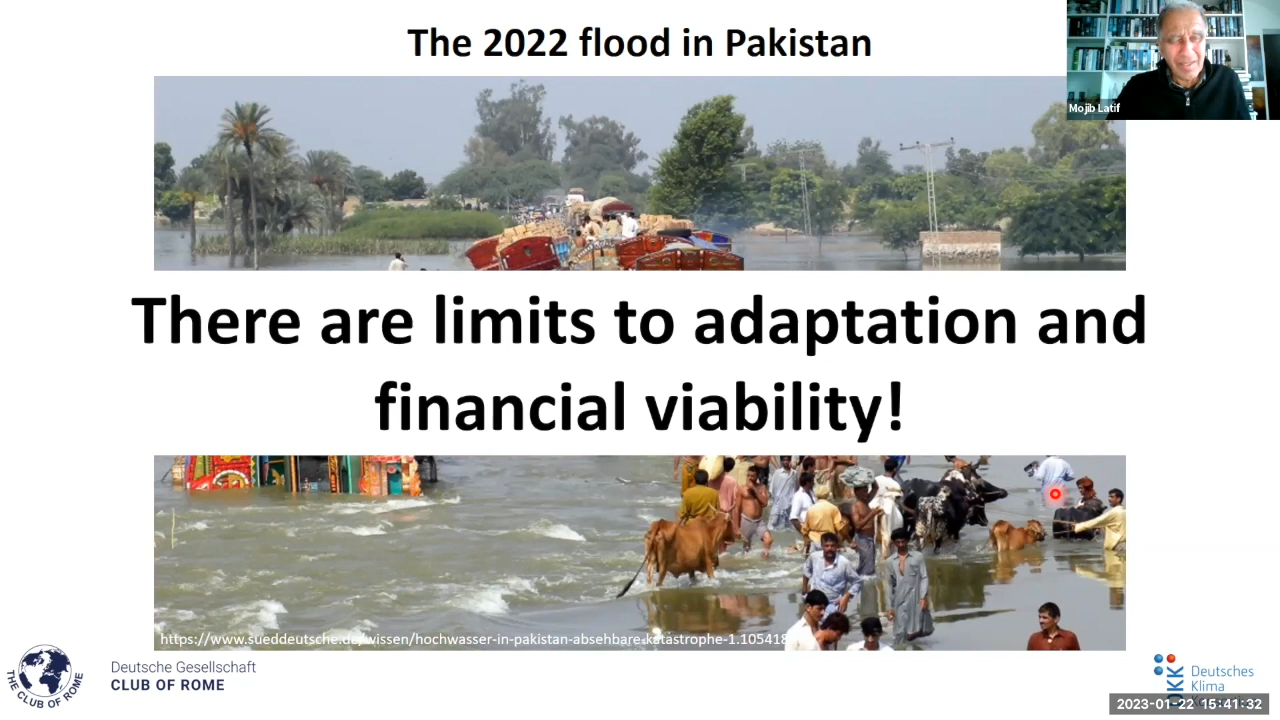 The 2022 flood in Pakistan
Mojib Latif
There are limits to adaptation and
financial viability!
https://www.sueddeutsche.de/wissen/hochwasser-in-pakistan-absehbare-katastrophe-1.105418
THE CLUB OF ROME
Deutsche Gesellschaft
CLUB OF ROME
DKK
Deutsches
Klima
2023-01-22 15:41:32